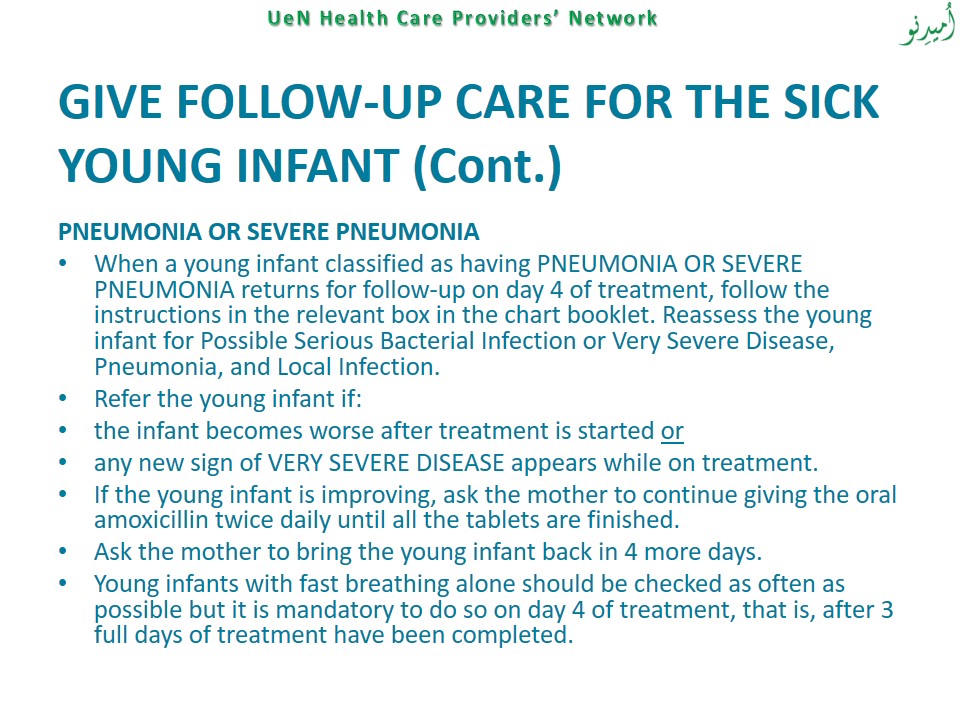 UeN Health Care Providers’ Network
اُمیدِنو
GIVE FOLLOW-UP CARE FOR THE SICK
YOUNG INFANT (Cont.)
PNEUMONIA OR SEVERE PNEUMONIA
• When a young infant classified as having PNEUMONIA OR SEVERE
PNEUMONIA returns for follow-up on day 4 of treatment, follow the
instructions in the relevant box in the chart booklet. Reassess the young
infant for Possible Serious Bacterial Infection or Very Severe Disease,
Pneumonia, and Local Infection.
• Refer the young infant if:
• the infant becomes worse after treatment is started or
• any new sign of VERY SEVERE DISEASE appears while on treatment.
• If the young infant is improving, ask the mother to continue giving the oral
amoxicillin twice daily until all the tablets are finished.
• Ask the mother to bring the young infant back in 4 more days.
• Young infants with fast breathing alone should be checked as often as
possible but it is mandatory to do so on day 4 of treatment, that is, after 3
full days of treatment have been completed.